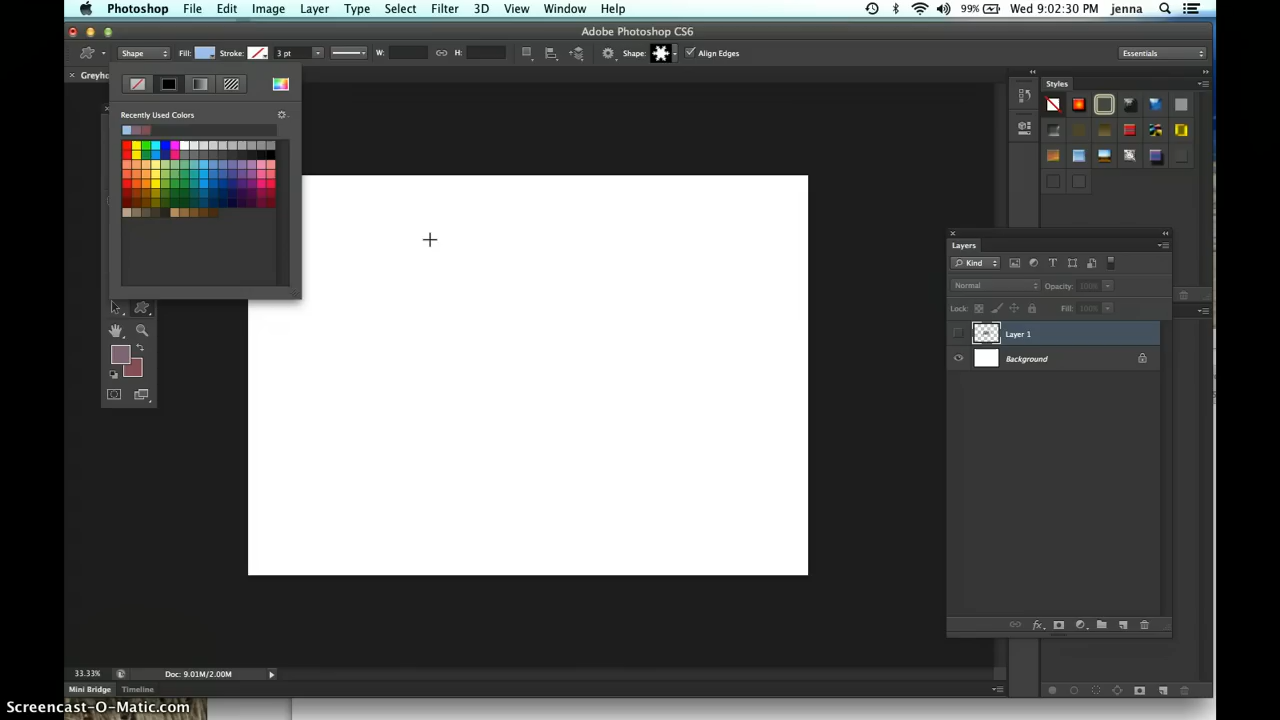 Photoshop File Edit Image Layer Type Select Filter 3D View Window Help 99% Wed 9:02:30 PM jenna
Adobe Photoshop CS6
Shape Fill: Stroke: 3 pt W: H: Shape: Align Edges Essentials
Greyho
Styles
Recently Used Colors
Layers
Kind
Normal Opacity: 100%
Lock: Fill: 100%
Layer 1
Background
33.33% Doc: 9.01M/2.00M
Mini Bridge Timeline
Screencast-O-Matic.com